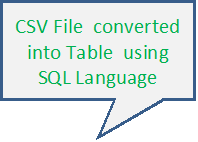 CSV File  converted
into Table  using
SQL Language